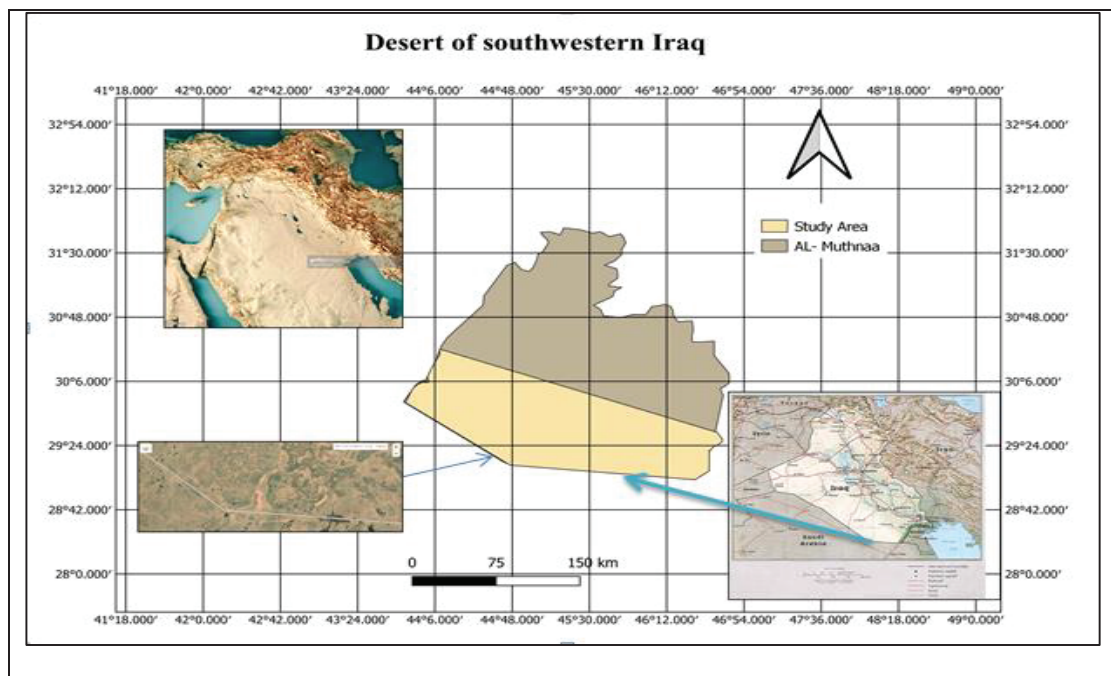 Desert of southwestern Iraq
41°18.000' 42°0.000' 42°42.000' 43°24.000' 44°6.000' 44°48.000' 45°30.000' 46°12.000' 46°54.000' 47°36.000' 48°18.000' 49°0.000'
32°54.000' 32°54.000'
32°12.000' 32°12.000'
Study Area
AL- Muthnaa
31°30.000' 31°30.000'
30°48.000' 30°48.000'
30°6.000' 30°6.000'
29°24.000' 29°24.000'
Syria
Iran
Iraq
28°42.000' 28°42.000'
Saudi
Arabia
0 75 150 km
28°0.000' 28°0.000'
41°18.000' 42°0.000' 42°42.000' 43°24.000' 44°6.000' 44°48.000' 45°30.000' 46°12.000' 46°54.000' 47°36.000' 48°18.000' 49°0.000'